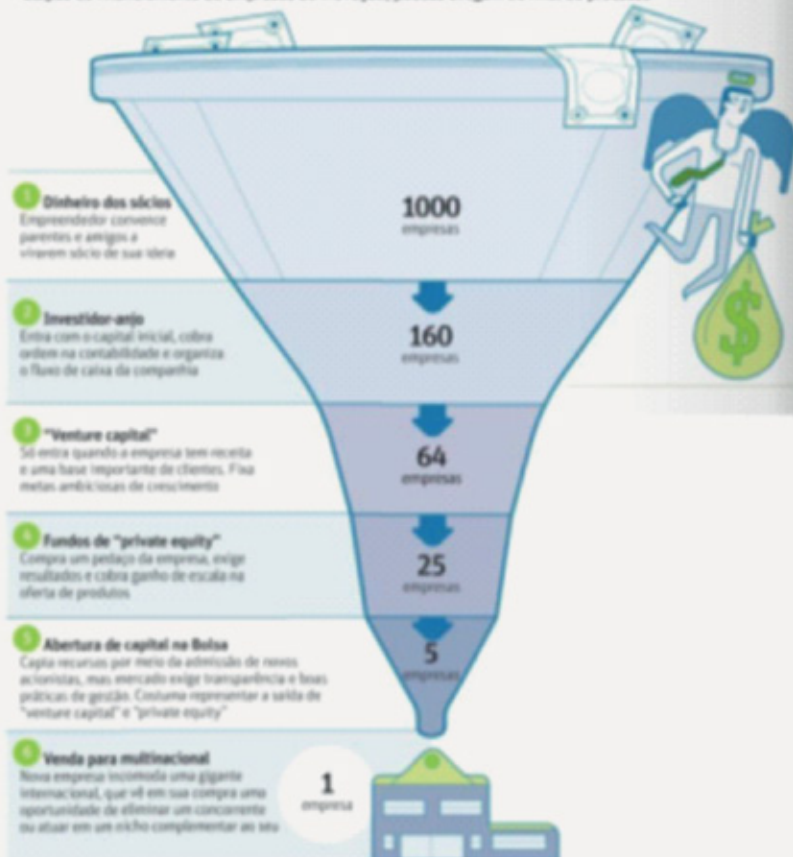 1 Dinheiro dos sócios
Empreendedor convence
parentes e amigos a
virarem sócio de sua ideia
1000
empresas
2 Investidor-anjo
Entra com o capital inicial, cobra
ordem na contabilidade e organiza
o fluxo de caixa da companhia
160
empresas
3 "Venture capital"
Só entra quando a empresa tem receita
e uma base importante de clientes. Fixa
metas ambiciosas de crescimento
64
empresas
4 Fundos de "private equity"
Compra um pedaço da empresa, exige
resultados e cobra ganho de escala na
oferta de produtos
25
empresas
5 Abertura de capital na Bolsa
Capta recursos por meio da admissão de novos
acionistas, mas mercado exige transparência e boas
práticas de gestão. Costuma representar a saída de
"venture capital" e "private equity"
5
empresas
6 Venda para multinacional
Nova empresa incomoda uma gigante
internacional, que vê em sua compra uma
oportunidade de eliminar um concorrente
ou atuar em um nicho complementar ao seu
1
empresa
$